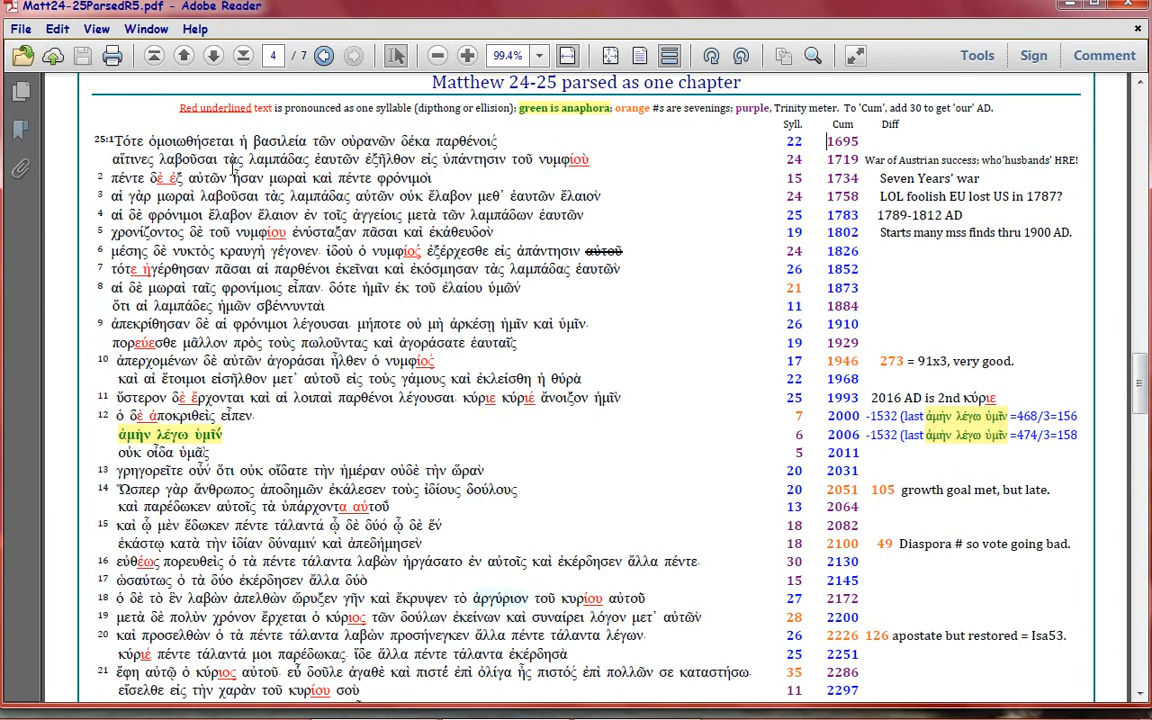 Matt24-25ParsedR5.pdf - Adobe Reader
File Edit View Window Help
4 / 7 99.4% Tools Sign Comment
Matthew 24-25 parsed as one chapter
Red underlined text is pronounced as one syllable (dipthong or ellision); green is anaphora; orange #s are sevenings; purple, Trinity meter. To 'Cum', add 30 to get 'our' AD.
Syll. Cum Diff
25:1 Τότε ὁμοιωθήσεται ἡ βασιλεία τῶν οὐρανῶν δέκα παρθένοις 22 1695
αἵτινες λαβοῦσαι τὰς λαμπάδας ἑαυτῶν ἐξῆλθον εἰς ὑπάντησιν τοῦ νυμφίου 24 1719 War of Austrian success; who'husbands' HRE!
2 πέντε δὲ ἐξ αὐτῶν ἦσαν μωραὶ καὶ πέντε φρόνιμοι 15 1734 Seven Years' war
3 αἱ γὰρ μωραὶ λαβοῦσαι τὰς λαμπάδας αὐτῶν οὐκ ἔλαβον μεθ᾽ ἑαυτῶν ἔλαιον 24 1758 LOL foolish EU lost US in 1787?
4 αἱ δὲ φρόνιμοι ἔλαβον ἔλαιον ἐν τοῖς ἀγγείοις μετὰ τῶν λαμπάδων ἑαυτῶν 25 1783 1789-1812 AD
5 χρονίζοντος δὲ τοῦ νυμφίου ἐνύσταξαν πᾶσαι καὶ ἐκάθευδον 19 1802 Starts many mss finds thru 1900 AD.
6 μέσης δὲ νυκτὸς κραυγὴ γέγονεν· ἰδοὺ ὁ νυμφίος ἐξέρχεσθε εἰς ἀπάντησιν αὐτοῦ 24 1826
7 τότε ἠγέρθησαν πᾶσαι αἱ παρθένοι ἐκεῖναι καὶ ἐκόσμησαν τὰς λαμπάδας ἑαυτῶν 26 1852
8 αἱ δὲ μωραὶ ταῖς φρονίμοις εἶπαν· δότε ἡμῖν ἐκ τοῦ ἐλαίου ὑμῶν 21 1873
ὅτι αἱ λαμπάδες ἡμῶν σβέννυνται 11 1884
9 ἀπεκρίθησαν δὲ αἱ φρόνιμοι λέγουσαι· μήποτε οὐ μὴ ἀρκέσῃ ἡμῖν καὶ ὑμῖν· 26 1910
πορεύεσθε μᾶλλον πρὸς τοὺς πωλοῦντας καὶ ἀγοράσατε ἑαυταῖς 19 1929
10 ἀπερχομένων δὲ αὐτῶν ἀγοράσαι ἦλθεν ὁ νυμφίος 17 1946 273 = 91x3, very good.
καὶ αἱ ἕτοιμοι εἰσῆλθον μετ᾽ αὐτοῦ εἰς τοὺς γάμους καὶ ἐκλείσθη ἡ θύρα 22 1968
11 ὕστερον δὲ ἔρχονται καὶ αἱ λοιπαὶ παρθένοι λέγουσαι· κύριε κύριέ ἄνοιξον ἡμῖν 25 1993 2016 AD is 2nd κύριε
12 ὁ δὲ ἀποκριθεὶς εἶπεν· 7 2000 -1532 (last ἀμὴν λέγω ὑμῖν =468/3=156
ἀμὴν λέγω ὑμῖν 6 2006 -1532 (last ἀμὴν λέγω ὑμῖν =474/3=158
οὐκ οἶδα ὑμᾶς 5 2011
13 γρηγορεῖτε οὖν ὅτι οὐκ οἴδατε τὴν ἡμέραν οὐδὲ τὴν ὥραν 20 2031
14 Ὥσπερ γὰρ ἄνθρωπος ἀποδημῶν ἐκάλεσεν τοὺς ἰδίους δούλους 20 2051 105 growth goal met, but late.
καὶ παρέδωκεν αὐτοῖς τὰ ὑπάρχοντα αὐτοῦ 13 2064
15 καὶ ᾧ μὲν ἔδωκεν πέντε τάλαντά ᾧ δὲ δύο ᾧ δὲ ἕν 18 2082
ἑκάστῳ κατὰ τὴν ἰδίαν δύναμιν καὶ ἀπεδήμησεν 18 2100 49 Diaspora # so vote going bad.
16 εὐθέως πορευθεὶς ὁ τὰ πέντε τάλαντα λαβὼν ἠργάσατο ἐν αὐτοῖς καὶ ἐκέρδησεν ἄλλα πέντε· 30 2130
17 ὡσαύτως ὁ τὰ δύο ἐκέρδησεν ἄλλα δύο 15 2145
18 ὁ δὲ τὸ ἓν λαβὼν ἀπελθὼν ὤρυξεν γῆν καὶ ἔκρυψεν τὸ ἀργύριον τοῦ κυρίου αὐτοῦ 27 2172
19 μετὰ δὲ πολὺν χρόνον ἔρχεται ὁ κύριος τῶν δούλων ἐκείνων καὶ συναίρει λόγον μετ᾽ αὐτῶν 28 2200
20 καὶ προσελθὼν ὁ τὰ πέντε τάλαντα λαβὼν προσήνεγκεν ἄλλα πέντε τάλαντα λέγων· 26 2226 126 apostate but restored = Isa53.
κύριέ πέντε τάλαντά μοι παρέδωκας· ἴδε ἄλλα πέντε τάλαντα ἐκέρδησα 25 2251
21 ἔφη αὐτῷ ὁ κύριος αὐτοῦ· εὖ δοῦλε ἀγαθὲ καὶ πιστέ ἐπὶ ὀλίγα ἦς πιστός ἐπὶ πολλῶν σε καταστήσω· 35 2286
εἴσελθε εἰς τὴν χαρὰν τοῦ κυρίου σου 11 2297